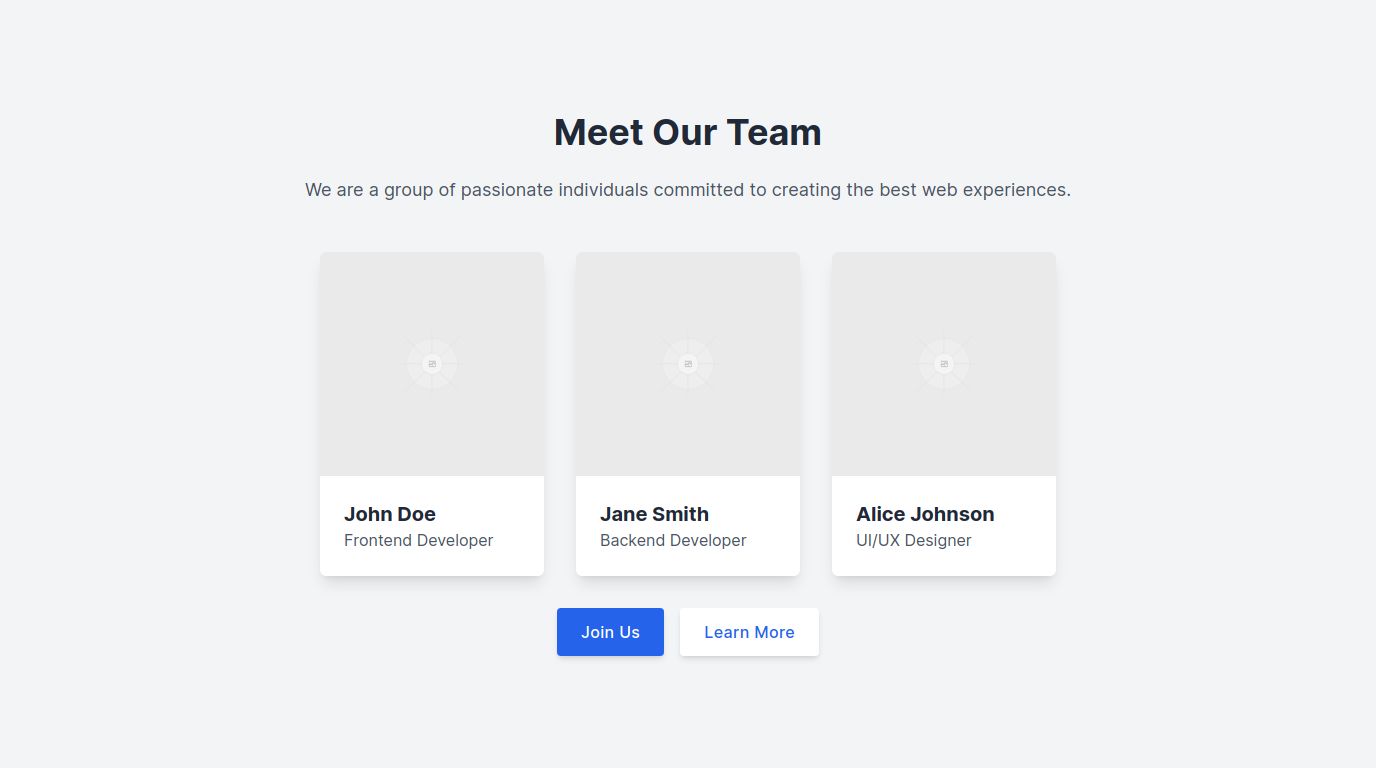 Meet Our Team
We are a group of passionate individuals committed to creating the best web experiences.
John Doe
Frontend Developer
Jane Smith
Backend Developer
Alice Johnson
UI/UX Designer
Join Us
Learn More